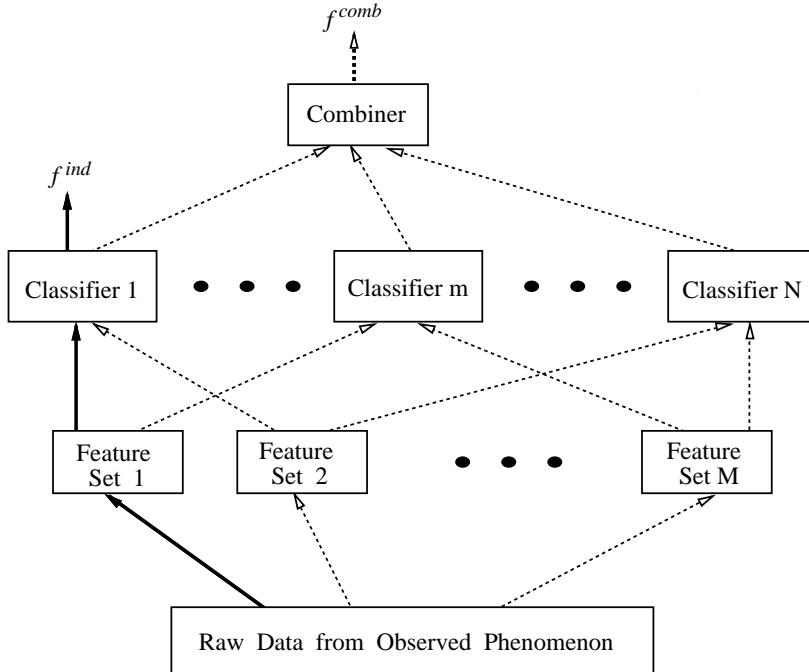 f^comb
Combiner
f^ind
Classifier 1
Classifier m
Classifier N
Feature
Set 1
Feature
Set 2
Feature
Set M
Raw Data from Observed Phenomenon